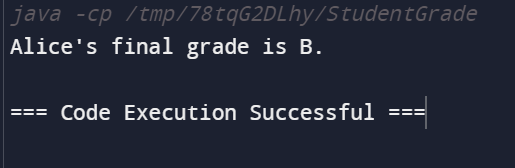 java -cp /tmp/78tqG2DLhy/StudentGrade
Alice's final grade is B.
=== Code Execution Successful ===